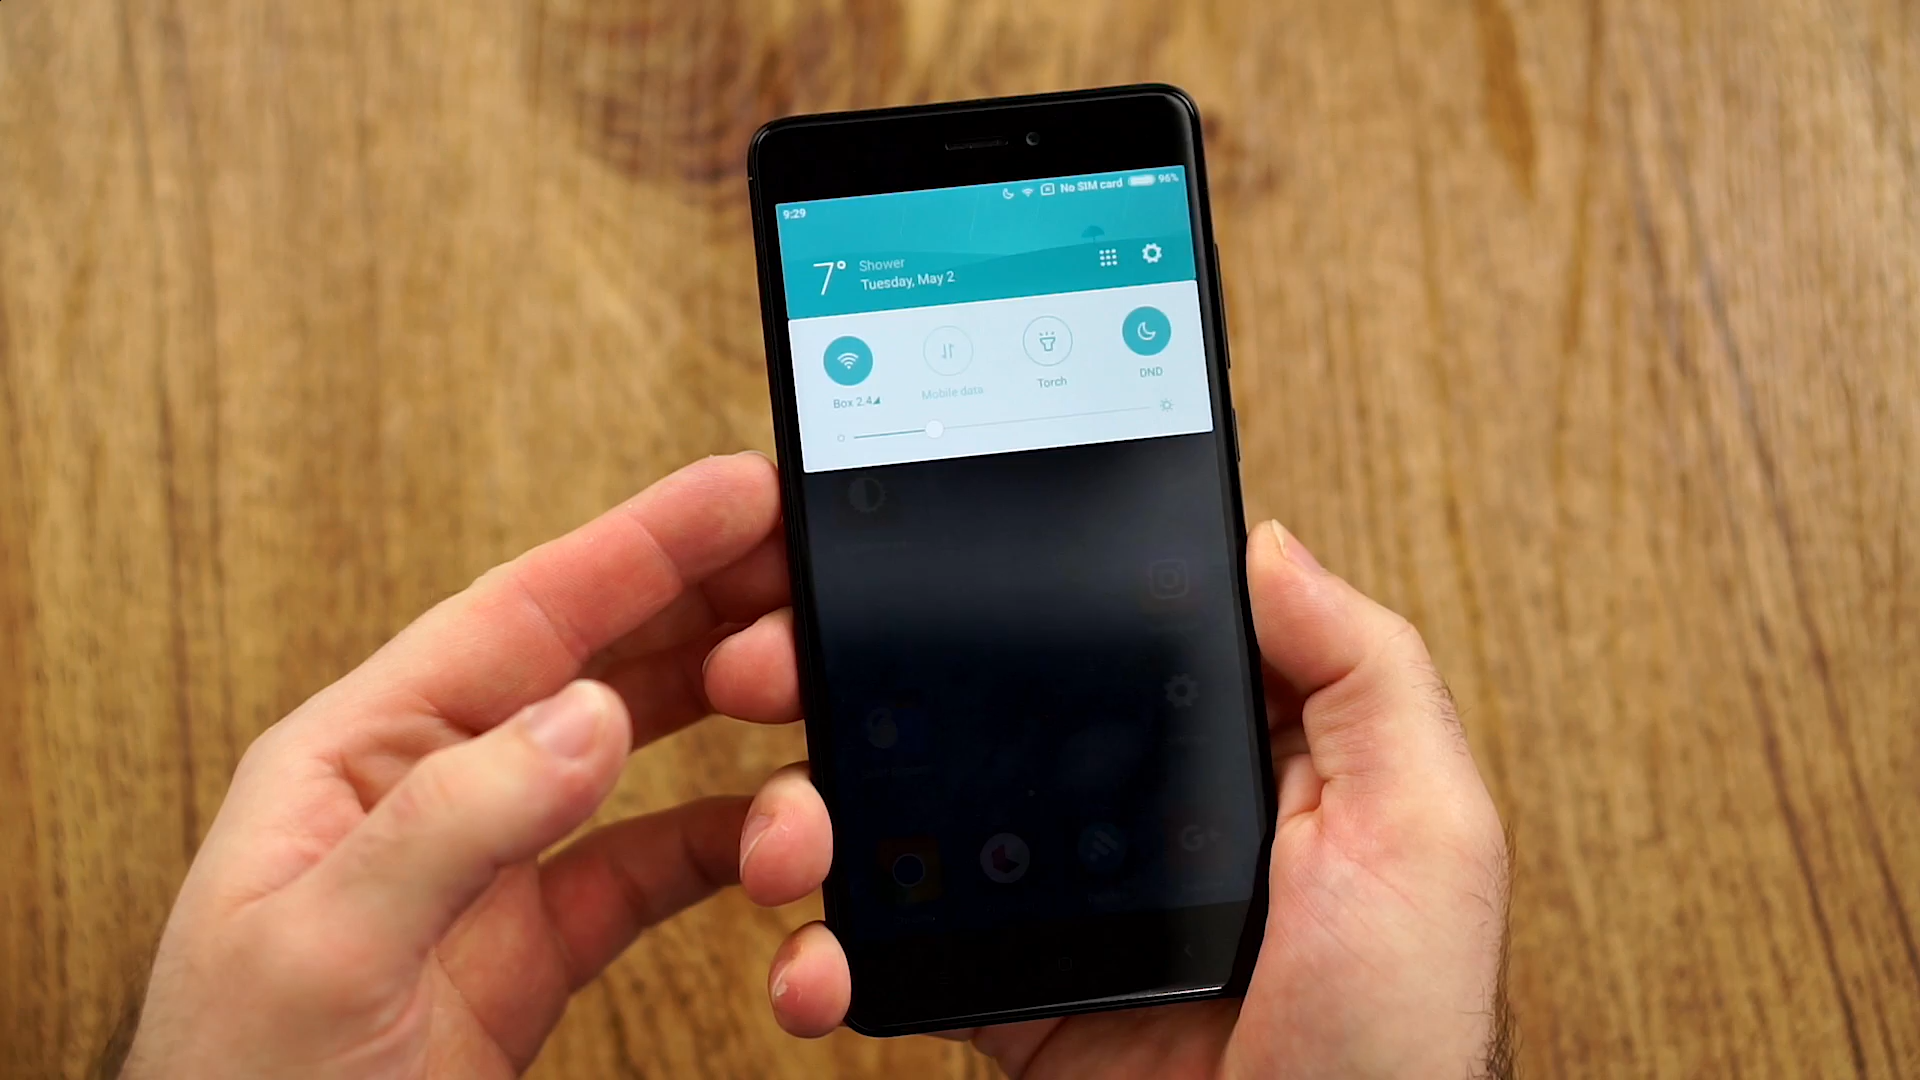 9:29
No SIM card 96%
7° Shower
Tuesday, May 2
Box 2.4
Mobile data
Torch
DND